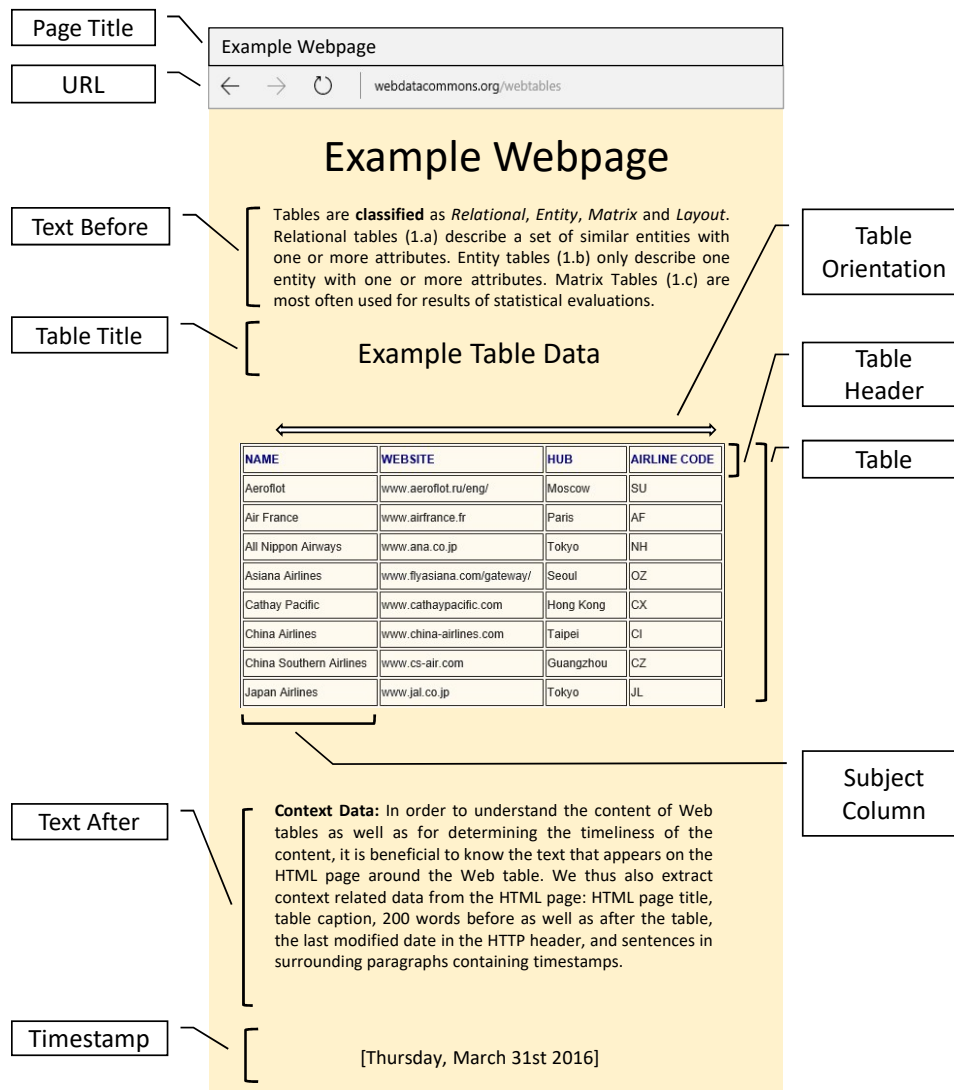 Page Title
Example Webpage
URL
webdatacommons.org/webtables
Example Webpage
Text Before
Tables are classified as Relational, Entity, Matrix and Layout.
Relational tables (1.a) describe a set of similar entities with
one or more attributes. Entity tables (1.b) only describe one
entity with one or more attributes. Matrix Tables (1.c) are
most often used for results of statistical evaluations.
Table
Orientation
Table Title
Example Table Data
Table
Header
Table
NAME WEBSITE HUB AIRLINE CODE
Aeroflot www.aeroflot.ru/eng/ Moscow SU
Air France www.airfrance.fr Paris AF
All Nippon Airways www.ana.co.jp Tokyo NH
Asiana Airlines www.flyasiana.com/gateway/ Seoul OZ
Cathay Pacific www.cathaypacific.com Hong Kong CX
China Airlines www.china-airlines.com Taipei CI
China Southern Airlines www.cs-air.com Guangzhou CZ
Japan Airlines www.jal.co.jp Tokyo JL
Subject
Column
Text After
Context Data: In order to understand the content of Web
tables as well as for determining the timeliness of the
content, it is beneficial to know the text that appears on the
HTML page around the Web table. We thus also extract
context related data from the HTML page: HTML page title,
table caption, 200 words before as well as after the table,
the last modified date in the HTTP header, and sentences in
surrounding paragraphs containing timestamps.
Timestamp
[Thursday, March 31st 2016]